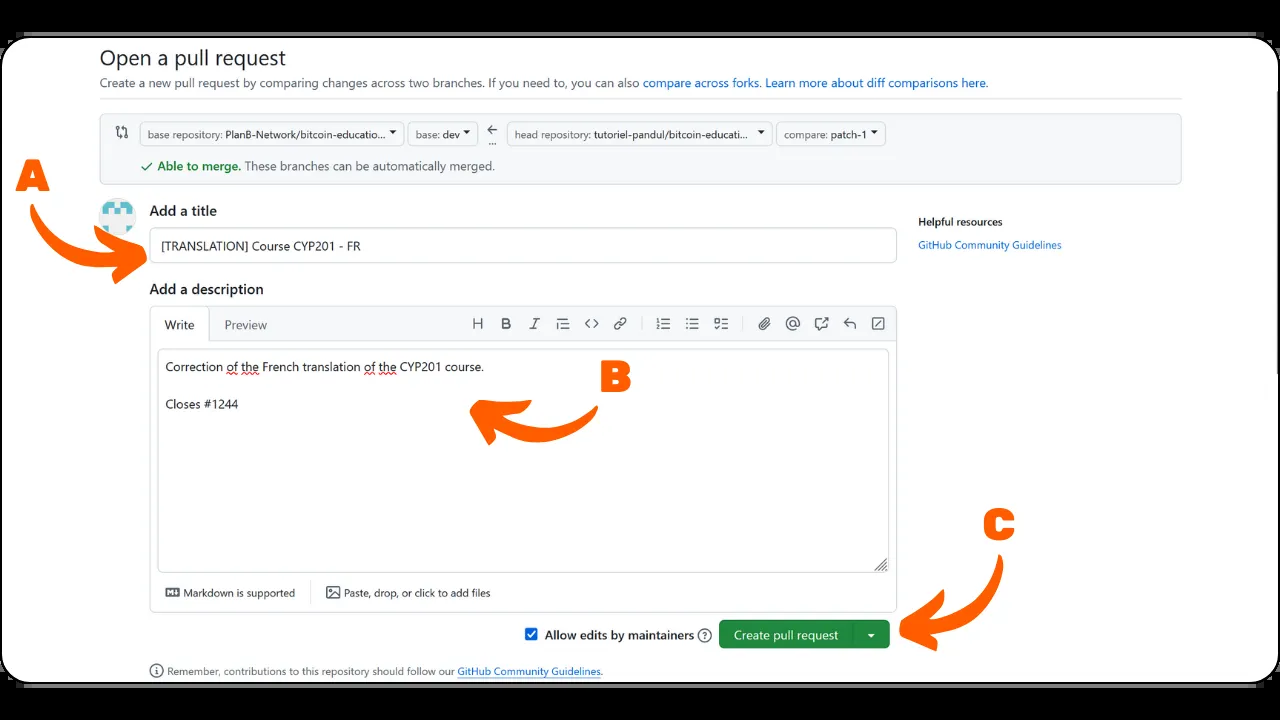 Open a pull request
Create a new pull request by comparing changes across two branches. If you need to, you can also compare across forks. Learn more about diff comparisons here.
base repository: PlanB-Network/bitcoin-educatio... base: dev ... head repository: tutoriel-pandul/bitcoin-educati... compare: patch-1
Able to merge. These branches can be automatically merged.
A
Add a title
[TRANSLATION] Course CYP201 - FR
Helpful resources
GitHub Community Guidelines
Add a description
Write Preview
Correction of the French translation of the CYP201 course.
B
Closes #1244
C
Markdown is supported Paste, drop, or click to add files
Allow edits by maintainers Create pull request
Remember, contributions to this repository should follow our GitHub Community Guidelines.